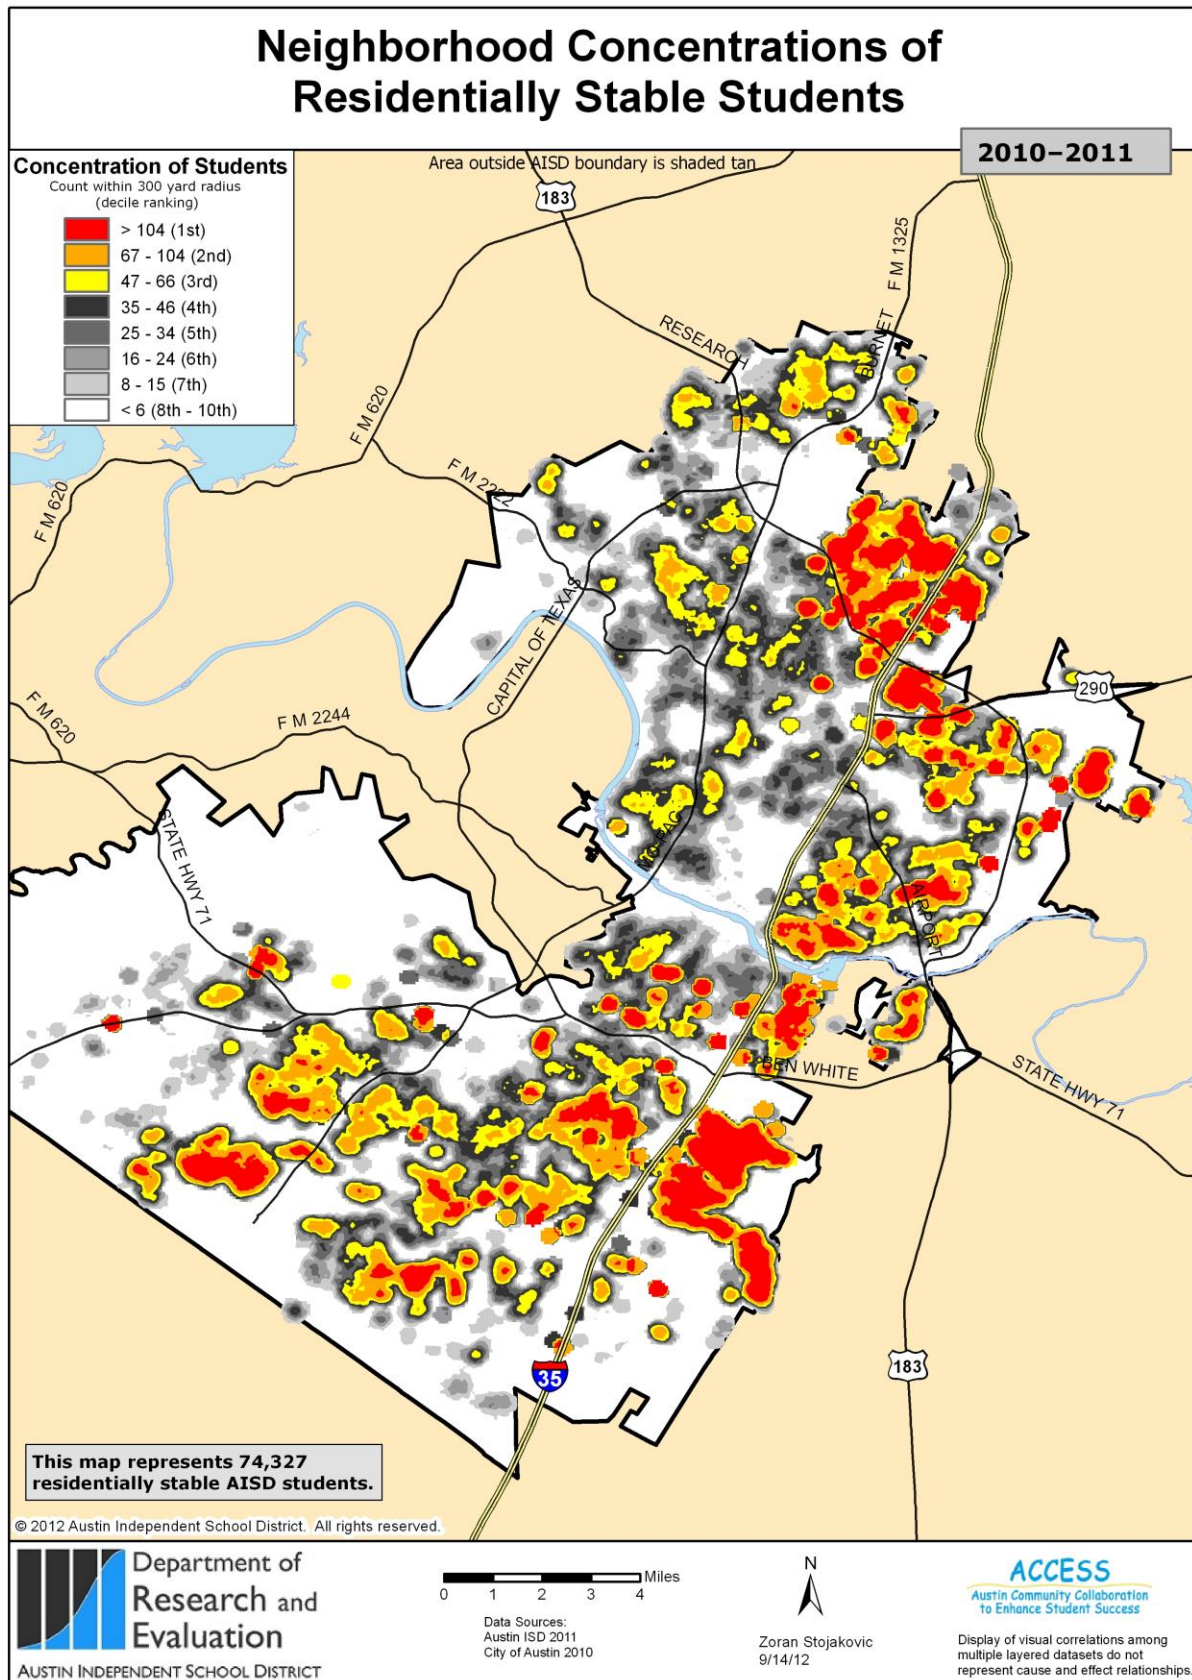 Neighborhood Concentrations of
Residentially Stable Students
2010–2011
Area outside AISD boundary is shaded tan
Concentration of Students
Count within 300 yard radius
(decile ranking)
> 104 (1st)
67 - 104 (2nd)
47 - 66 (3rd)
35 - 46 (4th)
25 - 34 (5th)
16 - 24 (6th)
8 - 15 (7th)
< 6 (8th - 10th)
183
F M 1325
BURNET
RESEARCH
F M 620
F M 2222
F M 620
CAPITAL OF TEXAS
290
F M 620
F M 2244
STATE HWY 71
MO-PAC
AIRPORT
BEN WHITE
STATE HWY 71
183
35
This map represents 74,327
residentially stable AISD students.
© 2012 Austin Independent School District. All rights reserved.
Department of
Research and
Evaluation
AUSTIN INDEPENDENT SCHOOL DISTRICT
0 1 2 3 4 Miles
Data Sources:
Austin ISD 2011
City of Austin 2010
N
Zoran Stojakovic
9/14/12
ACCESS
Austin Community Collaboration
to Enhance Student Success
Display of visual correlations among
multiple layered datasets do not
represent cause and effect relationships